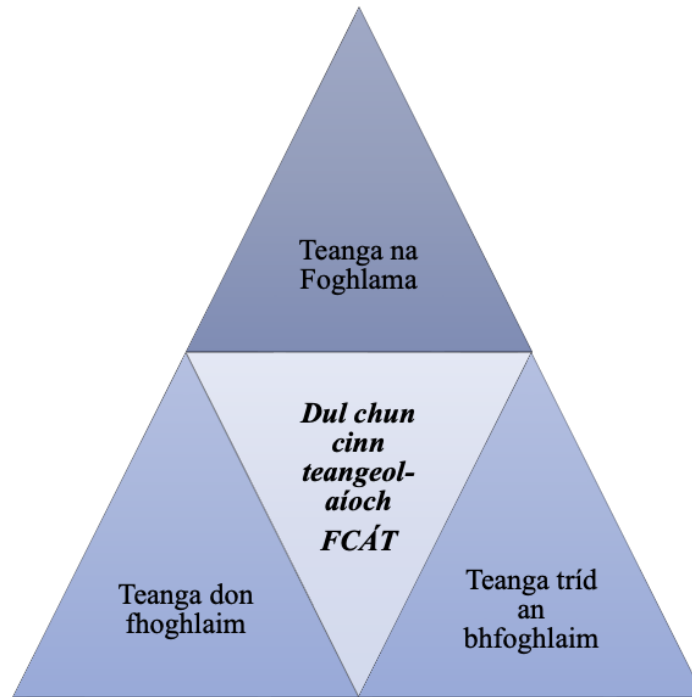 Teanga na
Foghlama
Dul chun
cinn
teangeol-
aíoch
FCÁT
Teanga don
fhoghlaim
Teanga tríd
an
bhfoghlaim